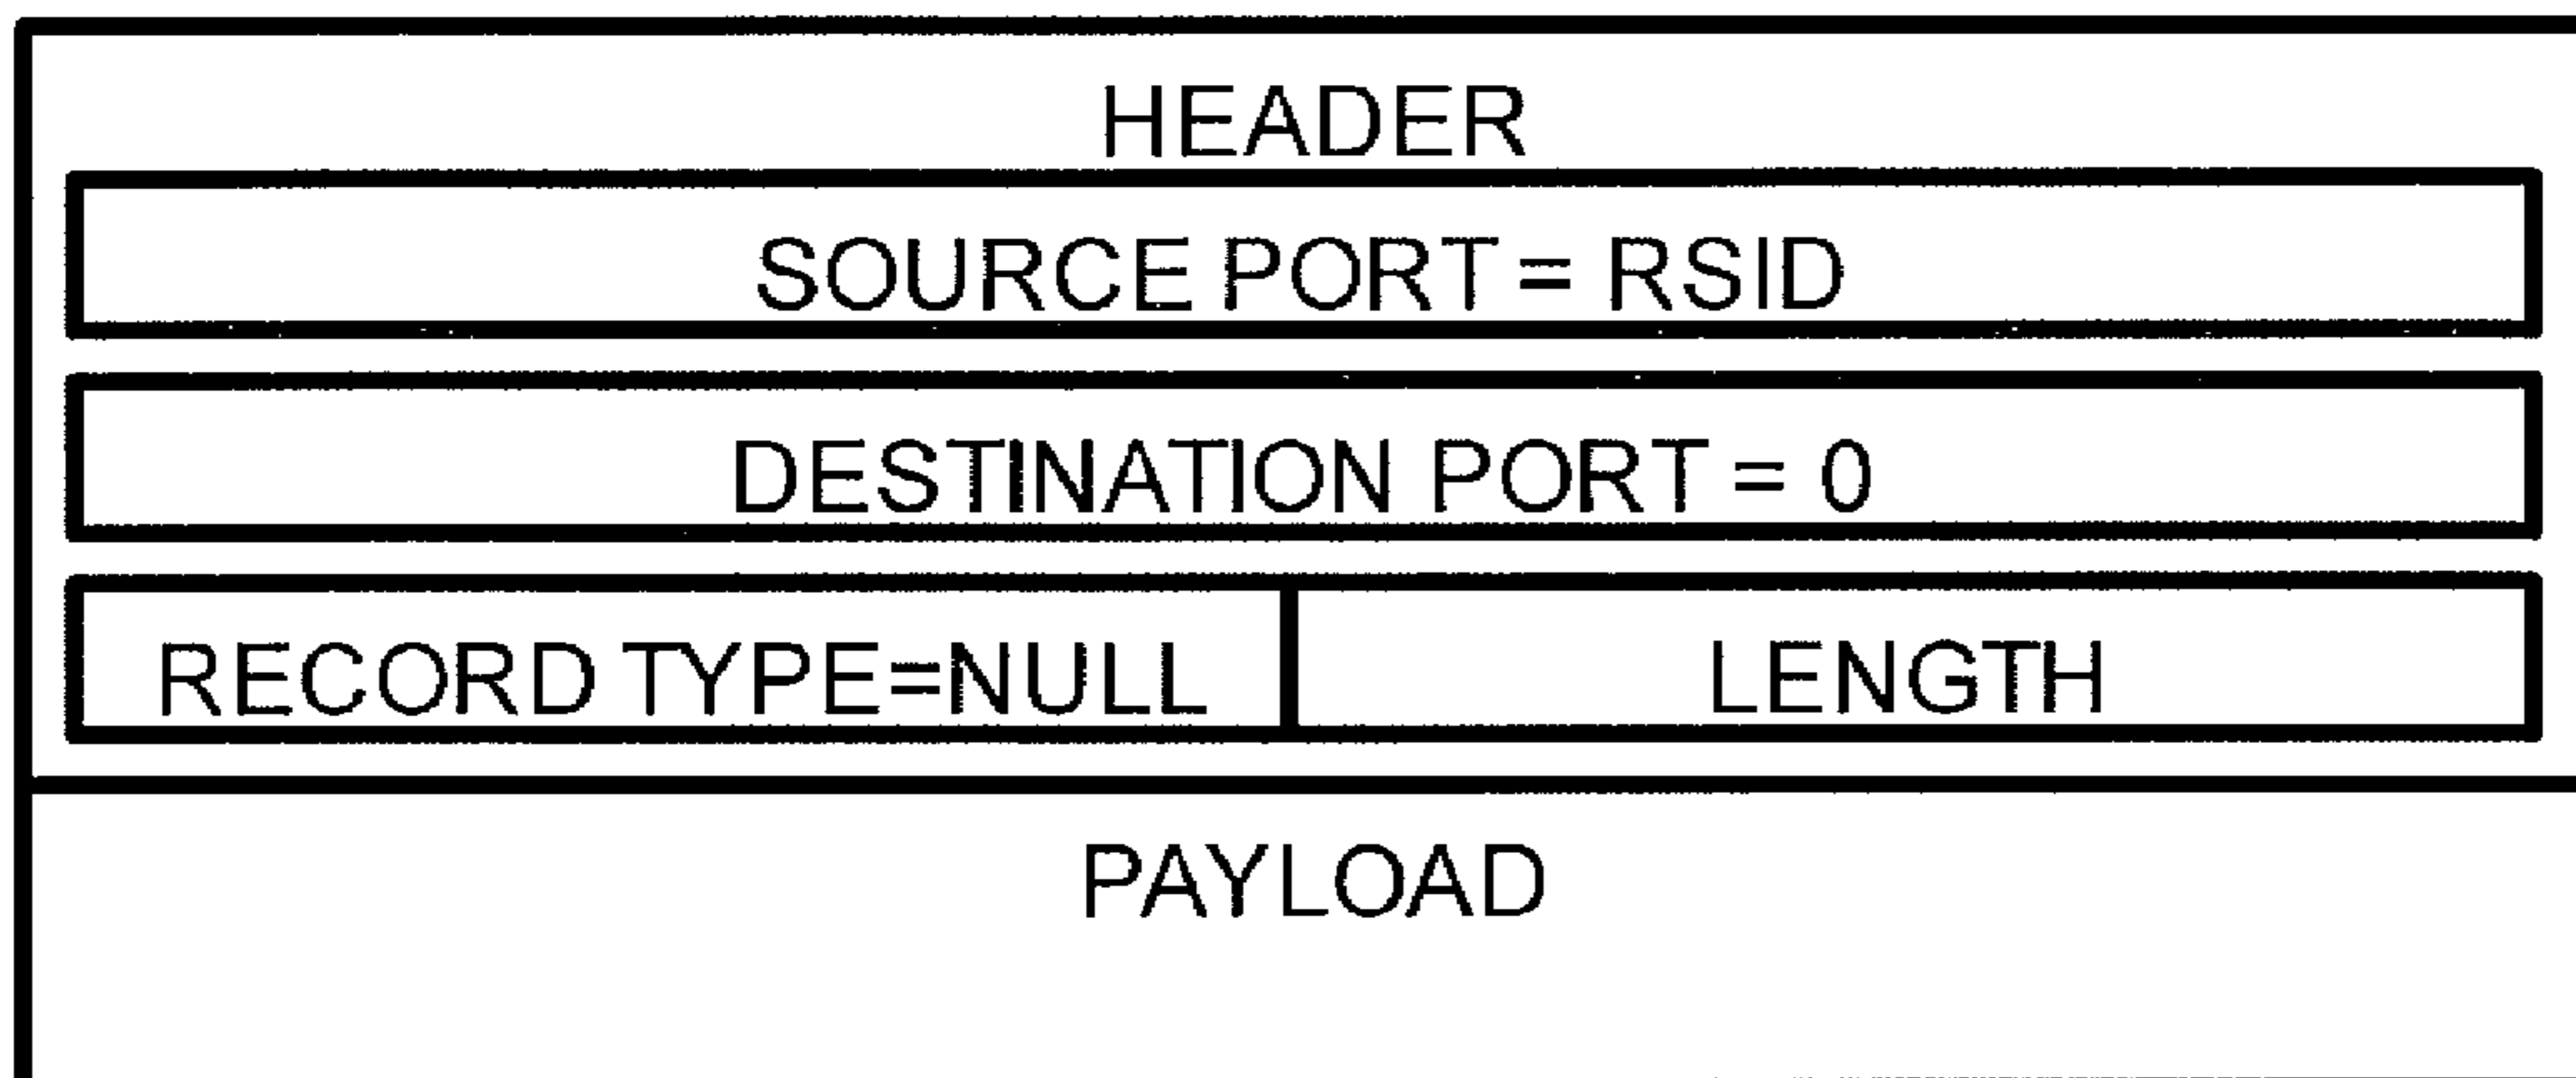 HEADER
SOURCE PORT = RSID
DESTINATION PORT = 0
RECORD TYPE=NULL LENGTH
PAYLOAD